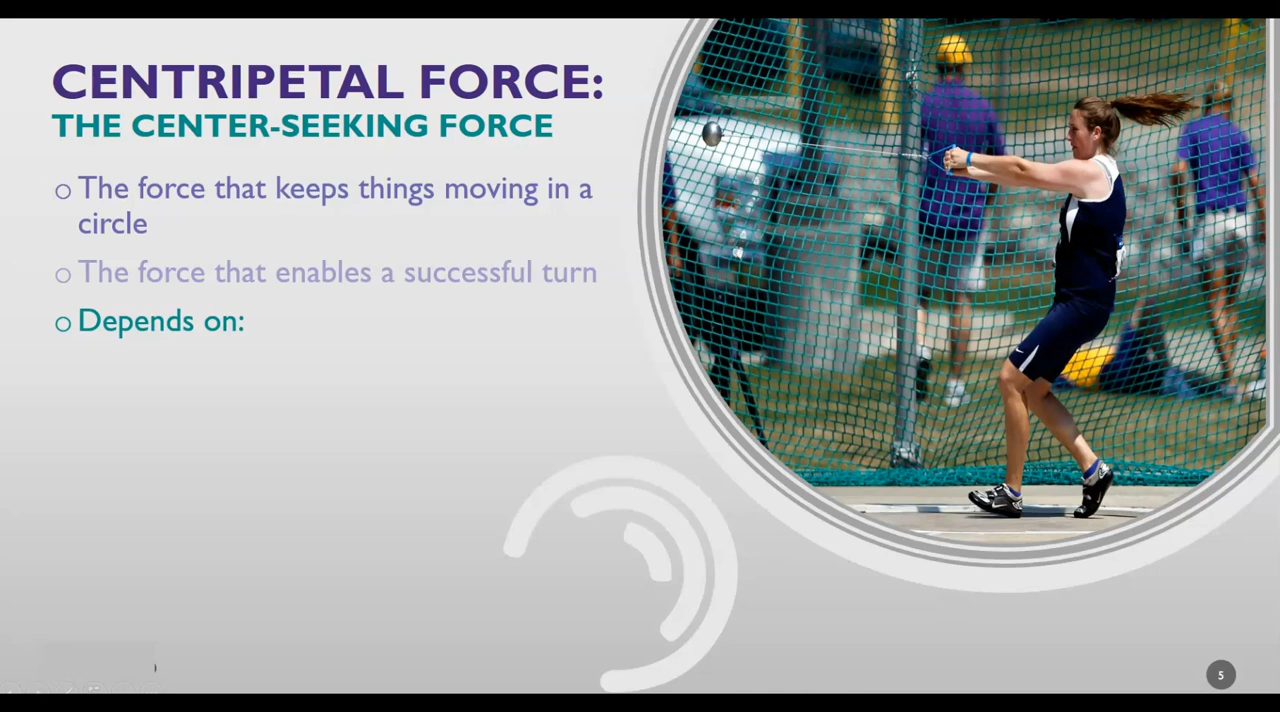 CENTRIPETAL FORCE:
THE CENTER-SEEKING FORCE
o The force that keeps things moving in a
circle
o The force that enables a successful turn
o Depends on:
5